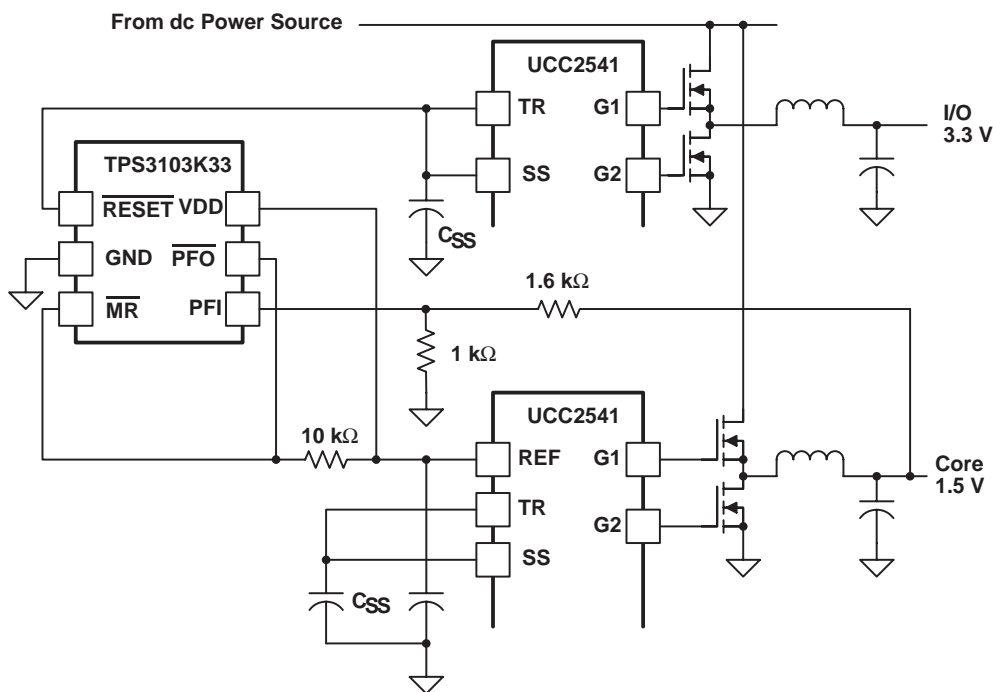 From dc Power Source
UCC2541
TR
G1
SS
G2
I/O
3.3 V
TPS3103K33
RESET
VDD
GND
PFO
MR
PFI
CSS
1.6 kΩ
1 kΩ
UCC2541
10 kΩ
REF
G1
TR
G2
SS
Core
1.5 V
CSS